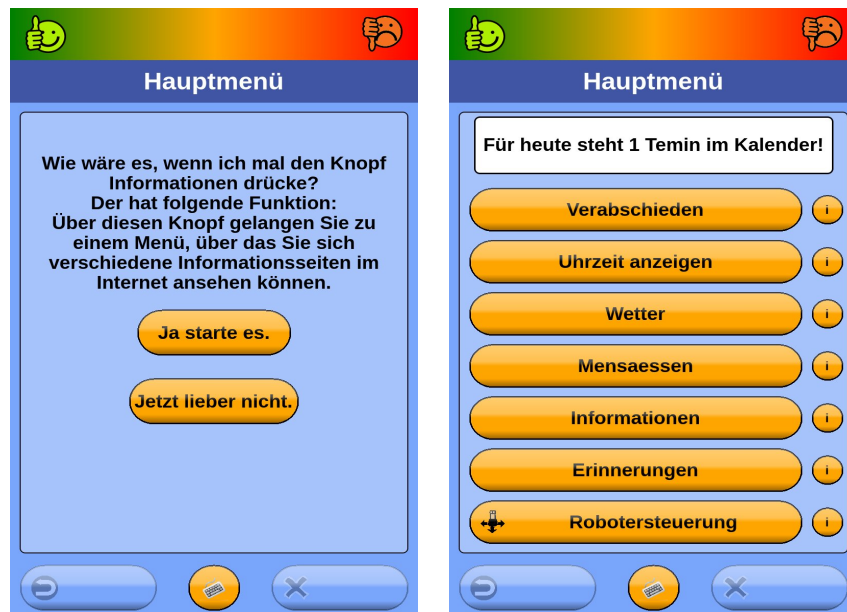 Hauptmenü
Wie wäre es, wenn ich mal den Knopf
Informationen drücke?
Der hat folgende Funktion:
Über diesen Knopf gelangen Sie zu
einem Menü, über das Sie sich
verschiedene Informationsseiten im
Internet ansehen können.
Ja starte es.
Jetzt lieber nicht.
Hauptmenü
Für heute steht 1 Temin im Kalender!
Verabschieden
i
Uhrzeit anzeigen
i
Wetter
i
Mensaessen
i
Informationen
i
Erinnerungen
i
Robotersteuerung
i